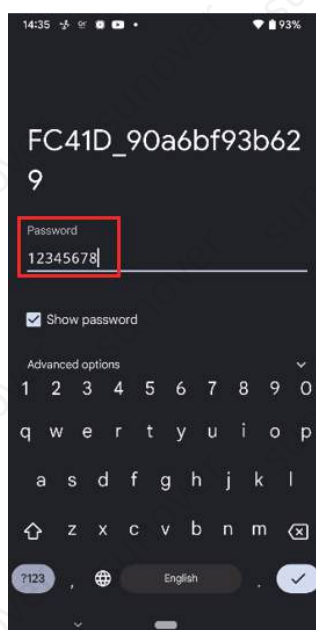 14:35 93%
FC41D_90a6bf93b62
9
Password
12345678
Show password
Advanced options
1 2 3 4 5 6 7 8 9 0
q w e r t y u i o p
a s d f g h j k l
z x c v b n m
?123 , English .